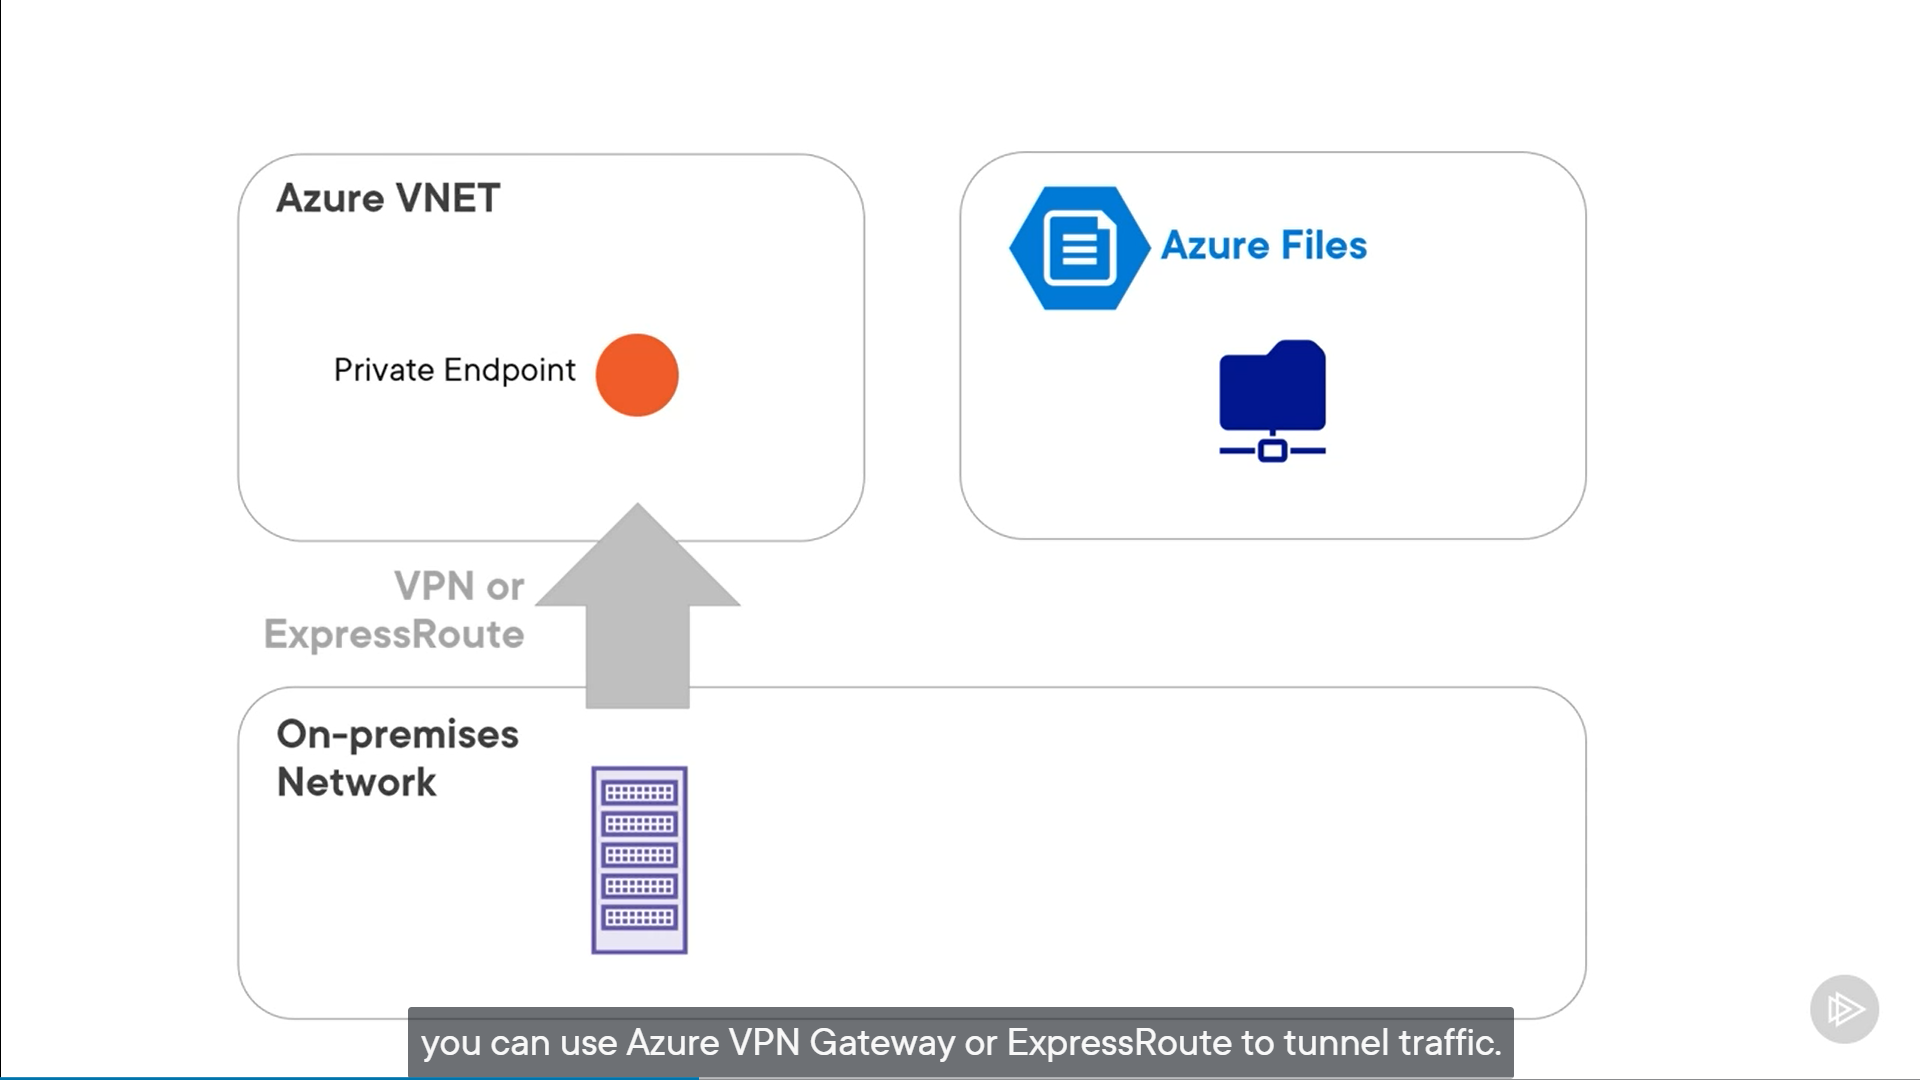 Azure VNET
Azure Files
Private Endpoint
VPN or
ExpressRoute
On-premises
Network
you can use Azure VPN Gateway or ExpressRoute to tunnel traffic.